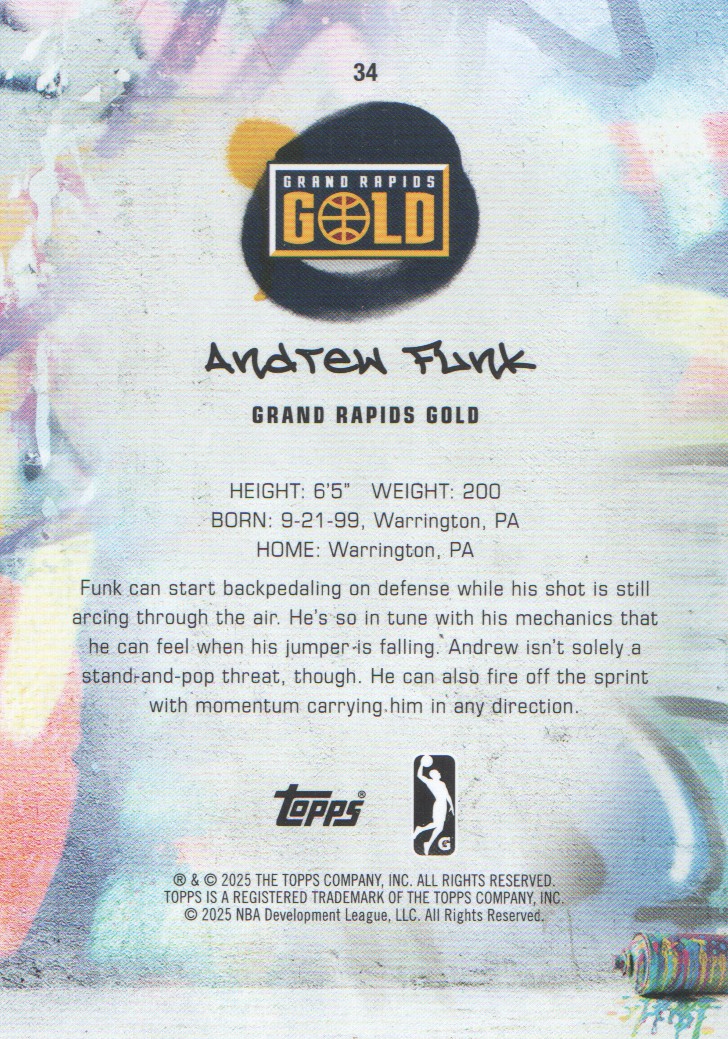 34
GRAND RAPIDS
GOLD
Andrew Funk
GRAND RAPIDS GOLD
HEIGHT: 6'5" WEIGHT: 200
BORN: 9-21-99, Warrington, PA
HOME: Warrington, PA
Funk can start backpedaling on defense while his shot is still
arcing through the air. He's so in tune with his mechanics that
he can feel when his jumper is falling. Andrew isn't solely a
stand-and-pop threat, though. He can also fire off the sprint
with momentum carrying him in any direction.
Topps®
G
® & © 2025 THE TOPPS COMPANY, INC. ALL RIGHTS RESERVED.
TOPPS IS A REGISTERED TRADEMARK OF THE TOPPS COMPANY, INC.
© 2025 NBA Development League, LLC. All Rights Reserved.